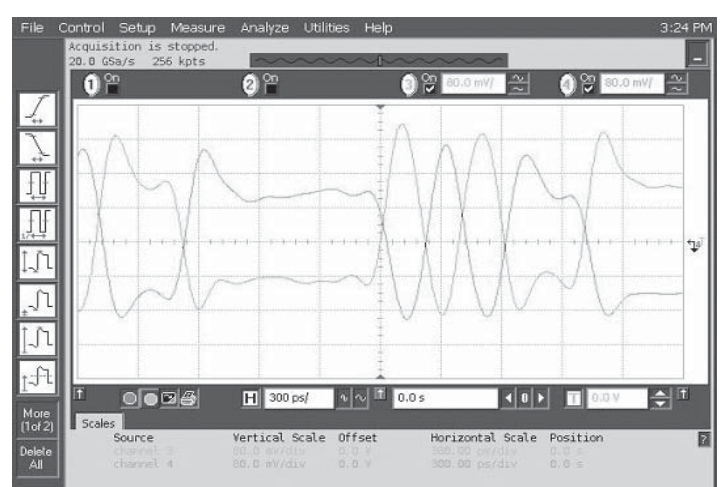 File Control Setup Measure Analyze Utilities Help 3:24 PM
Acquisition is stopped.
20.0 GSa/s 256 kpts
1 On 2 On 3 On 80.0 mV/ 4 On 80.0 mV/
H 300 ps/ 0.0 s 0 T 0.0 V
More
(1of 2)
Delete
All
Scales
Source Vertical Scale Offset Horizontal Scale Position
channel 3 80.0 mV/div 0.0 V 300.00 ps/div 0.0 s
channel 4 80.0 mV/div 0.0 V 300.00 ps/div 0.0 s
?